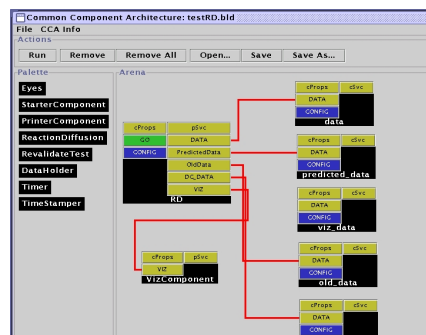 Common Component Architecture: testRD.bld
File CCA Info
Actions
Run Remove Remove All Open... Save Save As...
Palette
Eyes
StarterComponent
PrinterComponent
ReactionDiffusion
RevalidateTest
DataHolder
Timer
TimeStamper
Arena
cProps pSvc
GO DATA
CONFIG PredictedData
OldData
DC_DATA
VIZ
RD
cProps pSvc
VIZ
VizComponent
cProps cSvc
DATA
CONFIG
data
cProps cSvc
DATA
CONFIG
predicted_data
cProps cSvc
DATA
CONFIG
viz_data
cProps cSvc
DATA
CONFIG
old_data
cProps cSvc
DATA
CONFIG